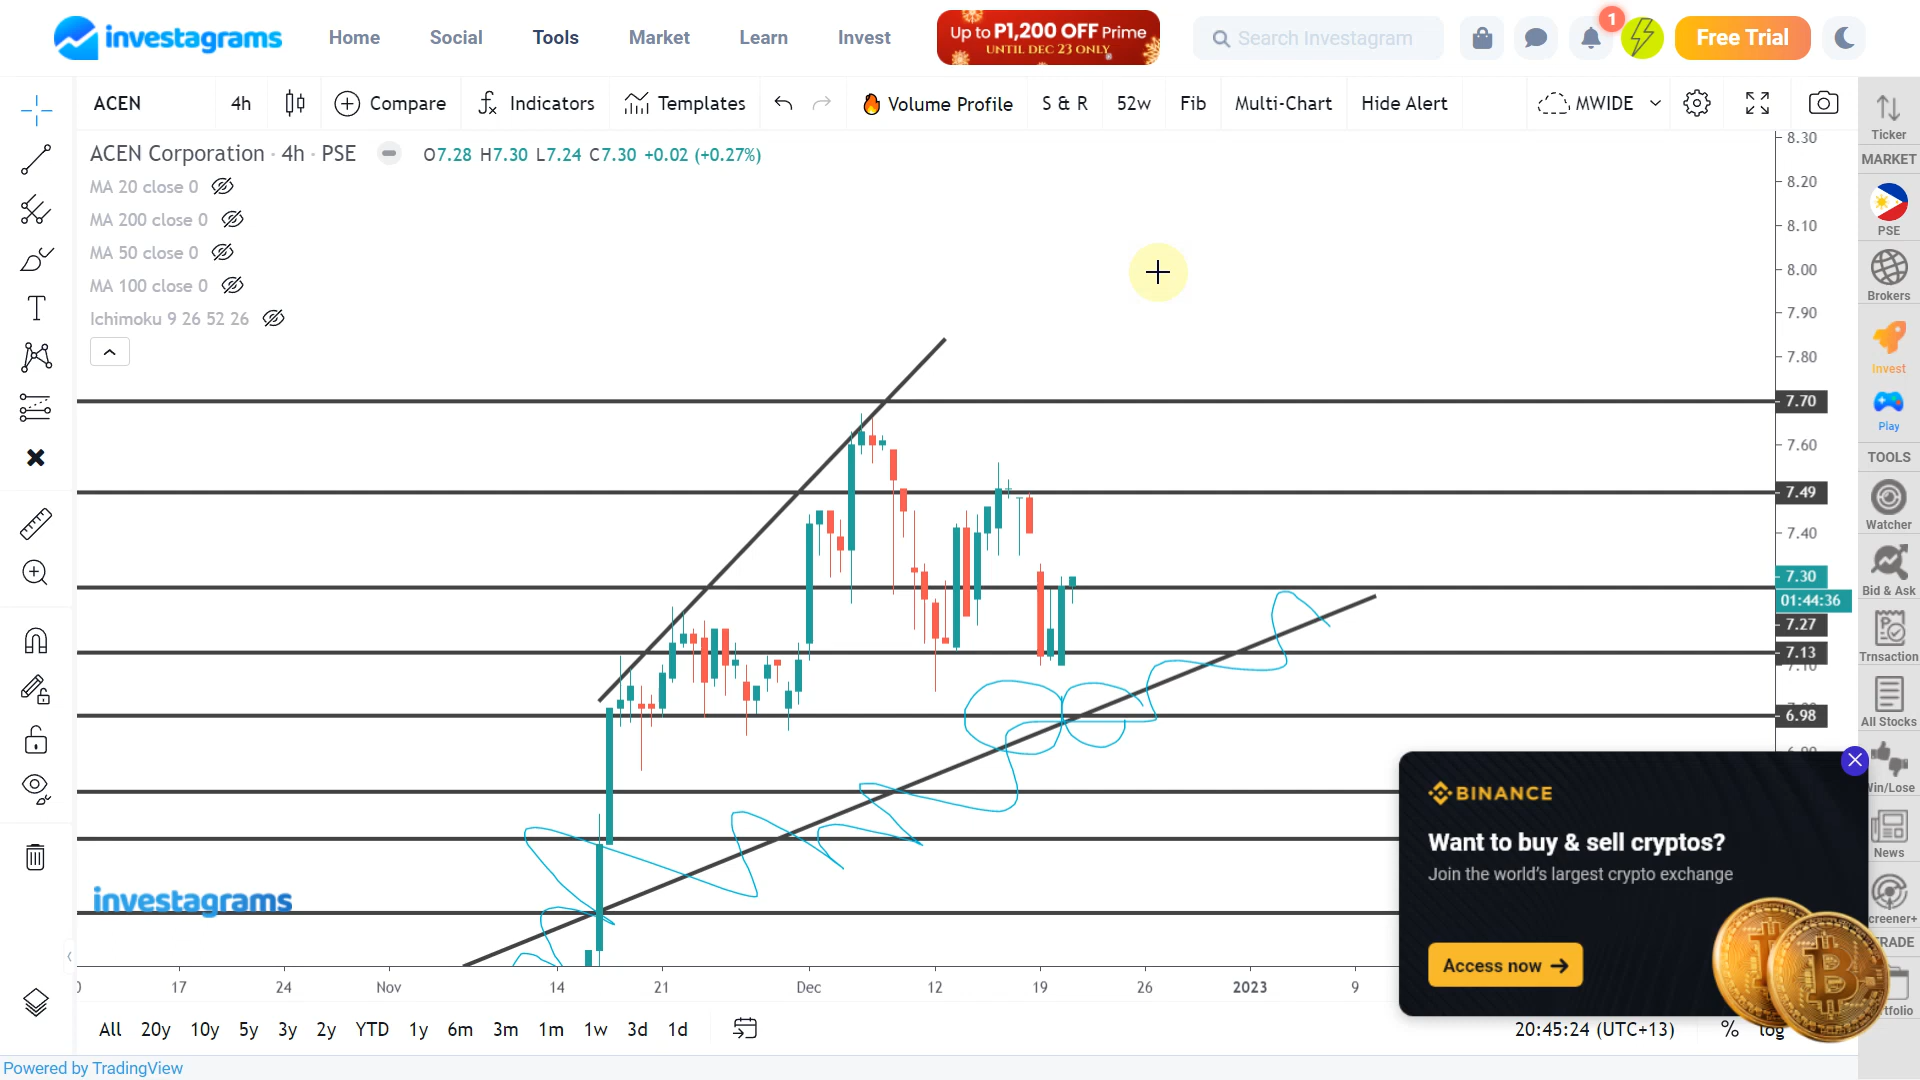 investagrams
Home
Social
Tools
Market
Learn
Invest
Up to P1,200 OFF Prime
UNTIL DEC 23 ONLY
Search Investagram
1
Free Trial
ACEN
4h
Compare
Indicators
Templates
Volume Profile
S & R
52w
Fib
Multi-Chart
Hide Alert
MWIDE
ACEN Corporation · 4h · PSE
O7.28 H7.30 L7.24 C7.30 +0.02 (+0.27%)
MA 20 close 0
MA 200 close 0
MA 50 close 0
MA 100 close 0
Ichimoku 9 26 52 26
8.30
8.20
8.10
8.00
7.90
7.80
7.70
7.60
7.49
7.40
7.30
01:44:36
7.27
7.13
7.10
6.98
Ticker
MARKET
PSE
Brokers
Invest
Play
TOOLS
Watcher
Bid & Ask
Trnsaction
All Stocks
Win/Lose
News
creener+
RADE
tfolio
BINANCE
Want to buy & sell cryptos?
Join the world's largest crypto exchange
Access now
investagrams
17
24
Nov
14
21
Dec
12
19
26
2023
9
All
20y
10y
5y
3y
2y
YTD
1y
6m
3m
1m
1w
3d
1d
20:45:24 (UTC+13)
%
log
Powered by TradingView